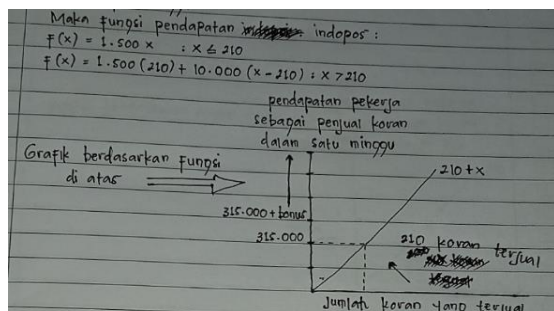 Maka fungsi pendapatan indopos :
f(x) = 1.500 x ; x ≤ 210
f(x) = 1.500 (210) + 10.000 (x - 210) ; x > 210
pendapatan pekerja
sebagai penjual koran
dalam satu minggu
Grafik berdasarkan fungsi
di atas
210 + x
315.000 + bonus
315.000
210 koran terjual
Jumlah koran yang terjual